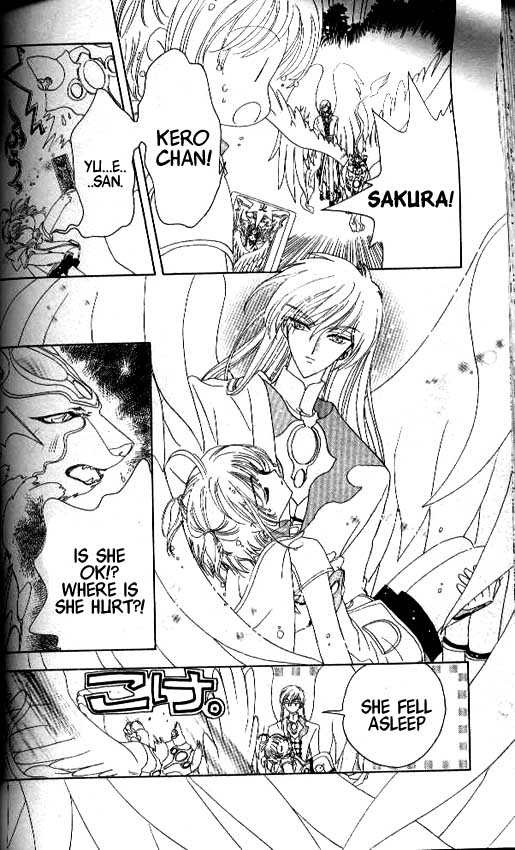 SAKURA!
KERO
CHAN!
YU...E..
..SAN.
IS SHE
OK!?
WHERE IS
SHE HURT?!
こけ。
SHE FELL
ASLEEP